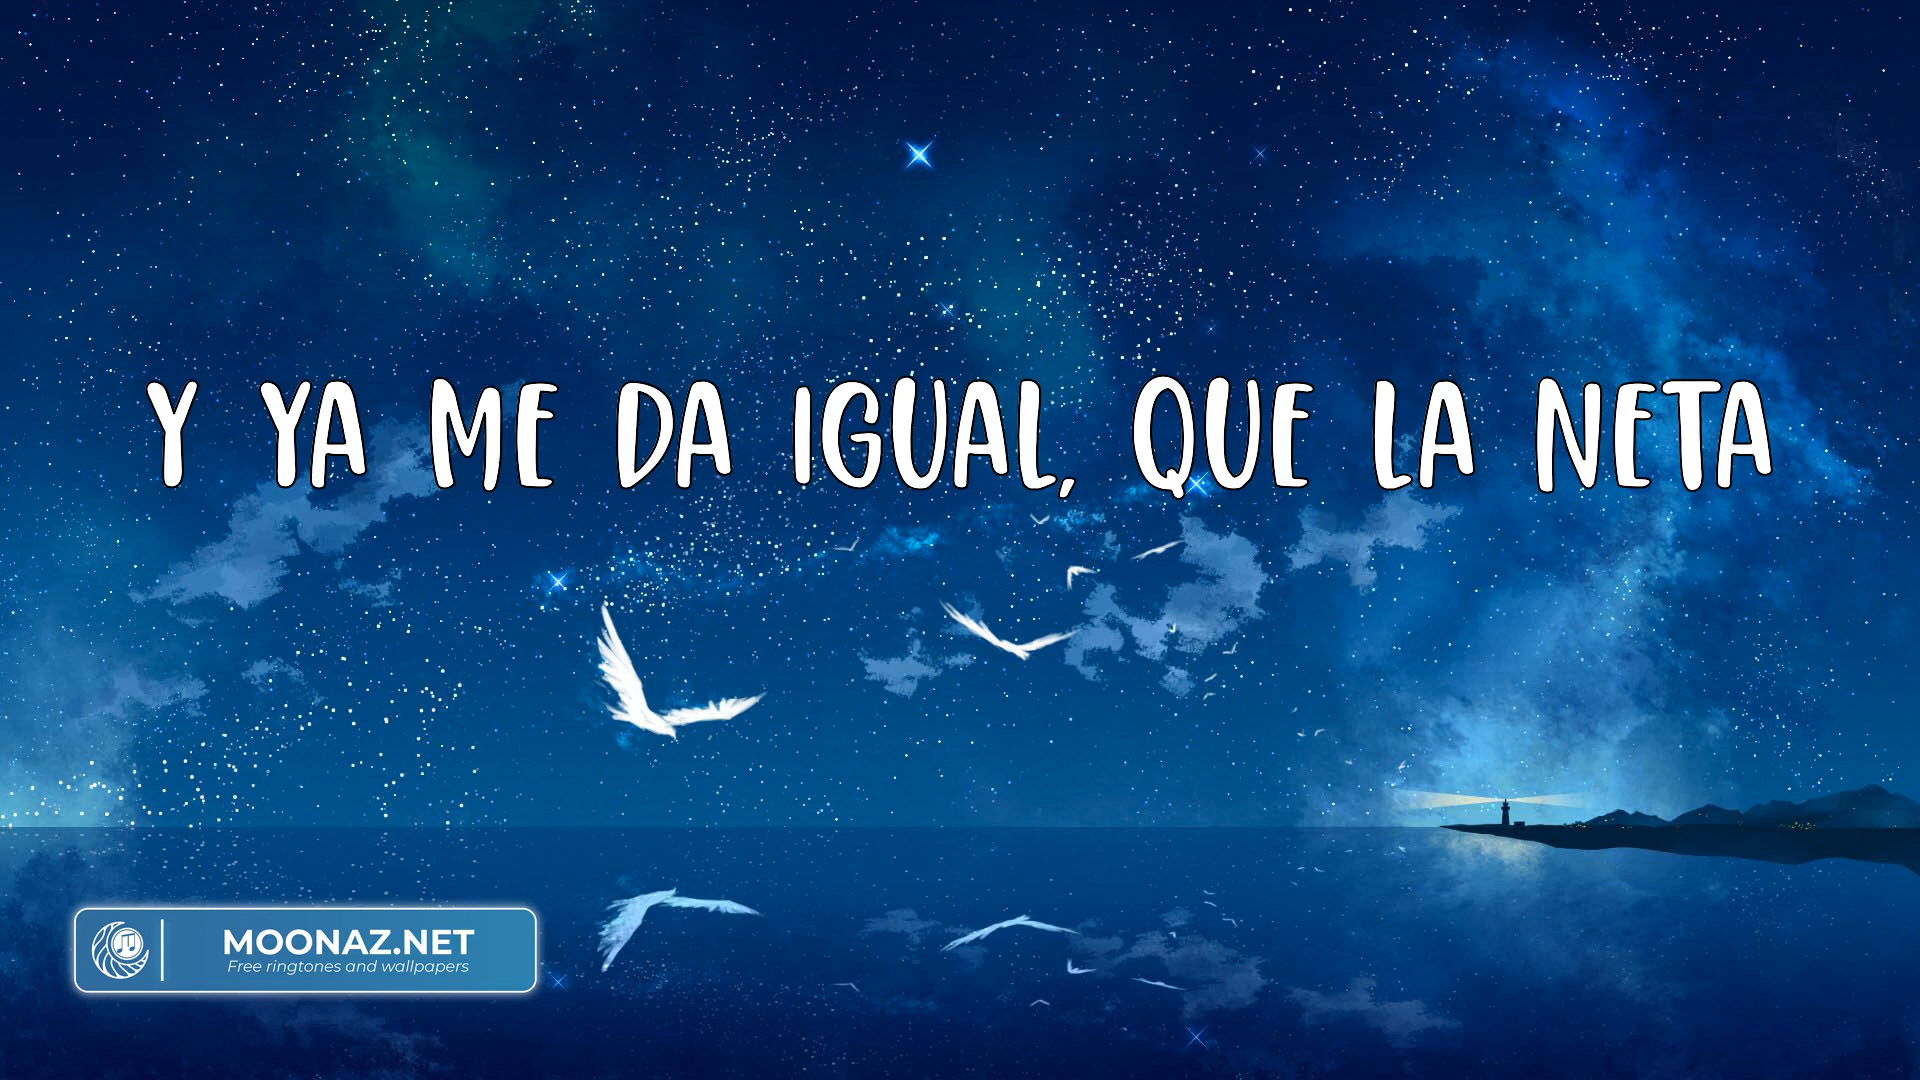 Y YA ME DA IGUAL, QUE LA NETA
MOONAZ.NET
Free ringtones and wallpapers